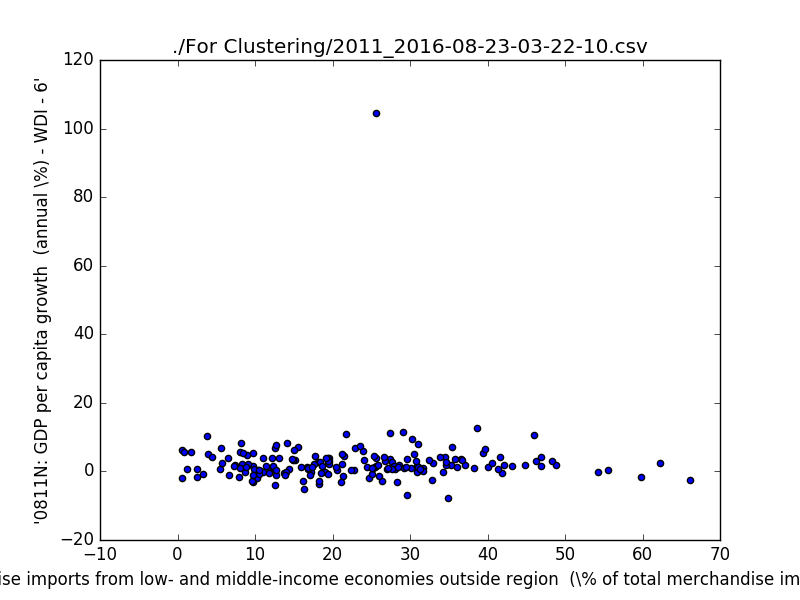 ./For Clustering/2011_2016-08-23-03-22-10.csv
'0811N: GDP per capita growth  (annual \%) - WDI - 6'
120
100
80
60
40
20
0
−20
−10 0 10 20 30 40 50 60 70
imports from low- and middle-income economies outside region  (\% of total merchandise